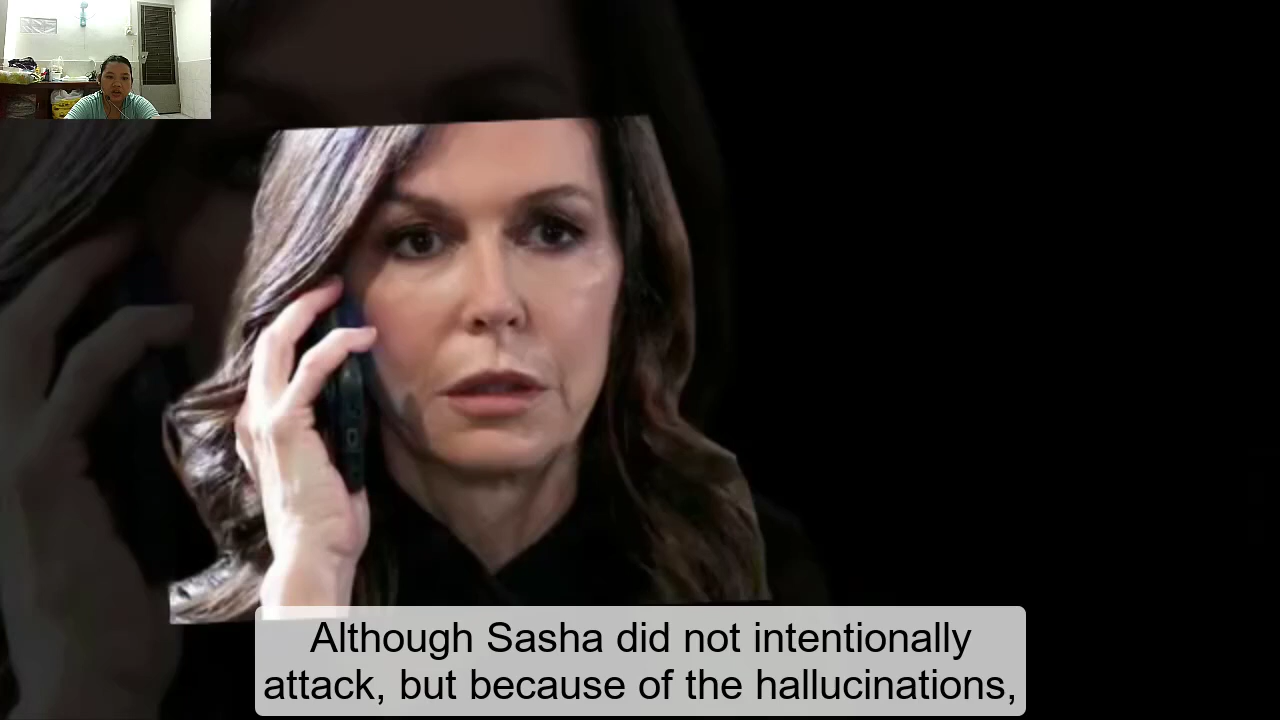 Although Sasha did not intentionally
attack, but because of the hallucinations,